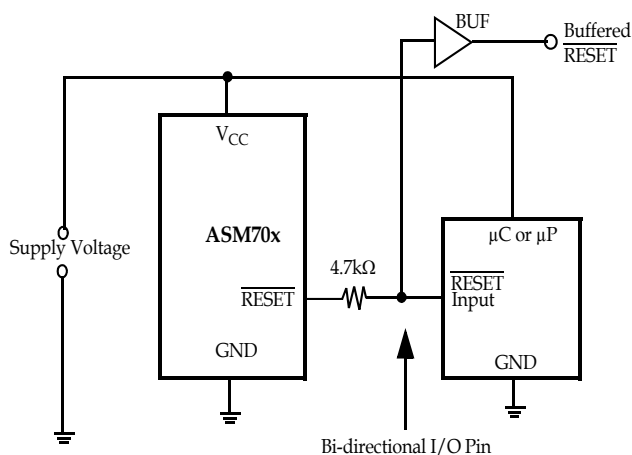 BUF
Buffered
RESET
VCC
Supply Voltage
ASM70x
µC or µP
4.7kΩ
RESET
RESET
Input
GND
GND
Bi-directional I/O Pin